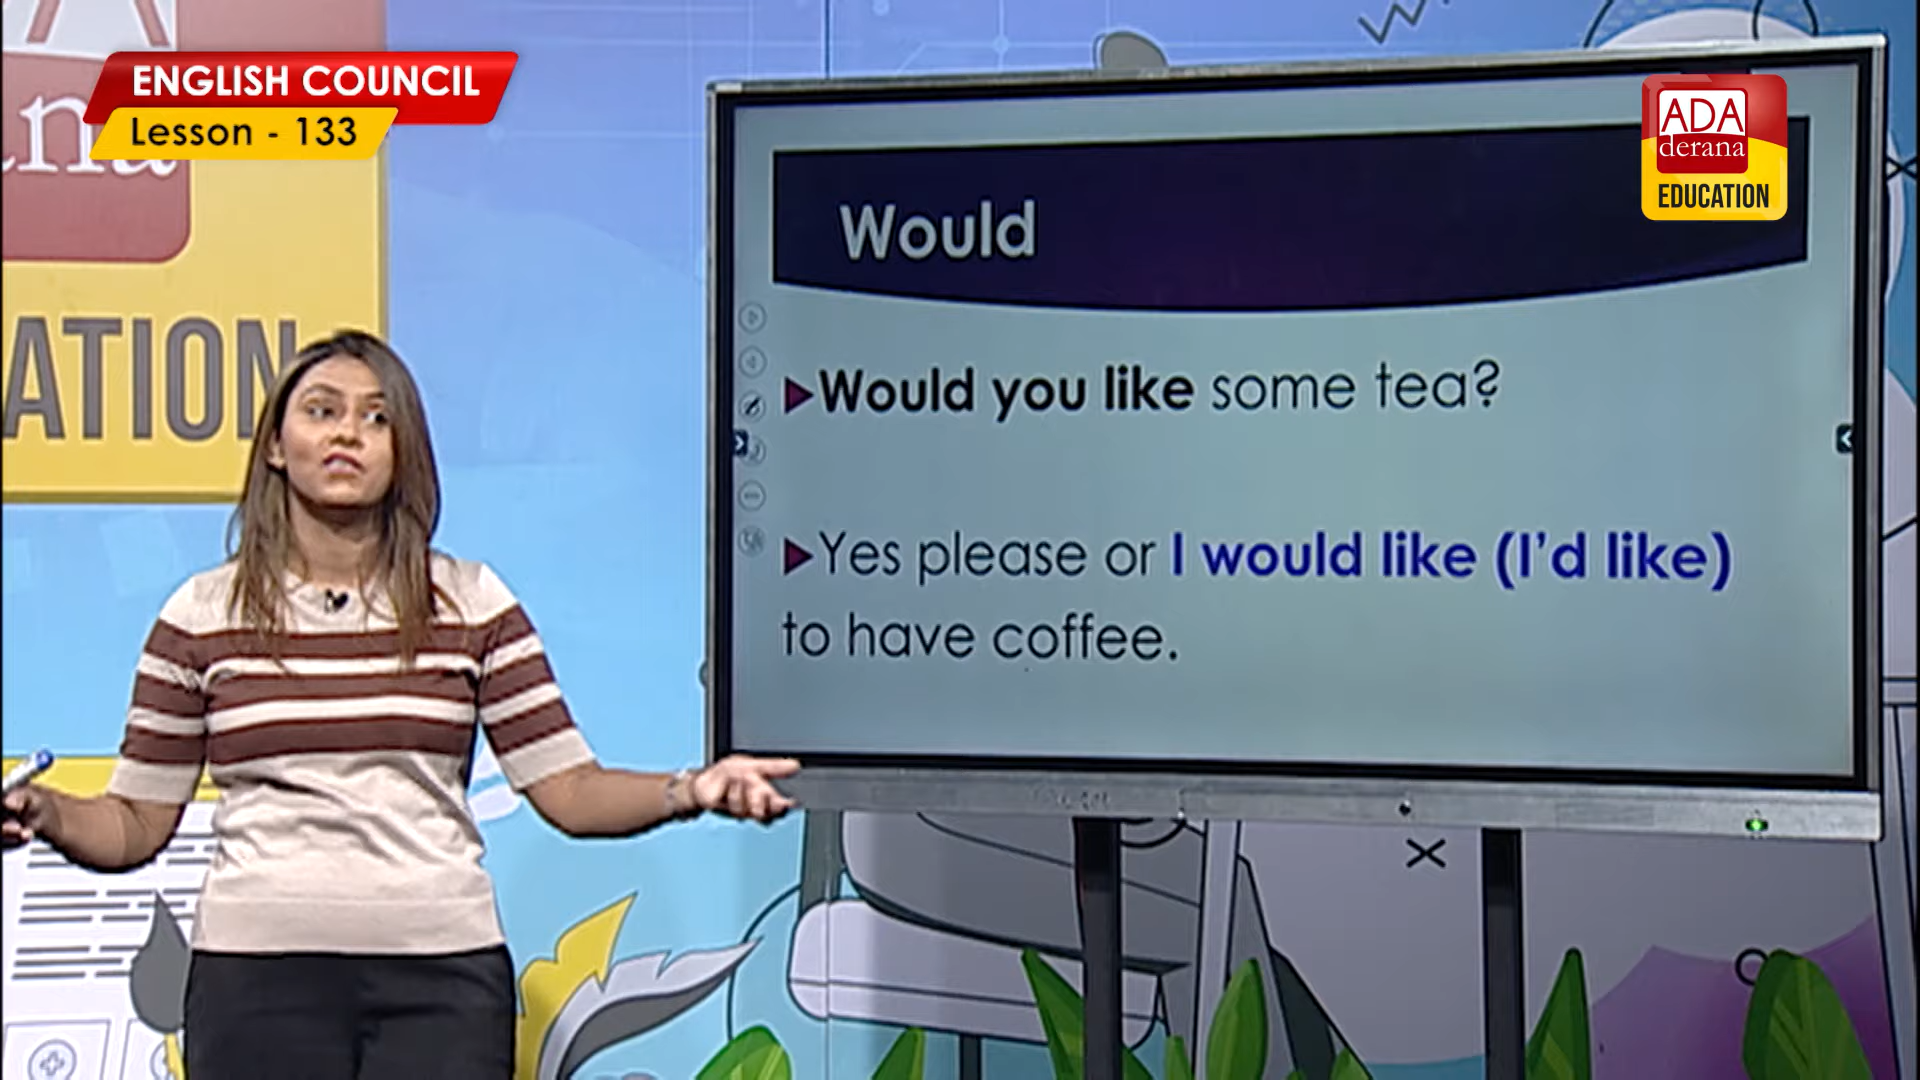 ENGLISH COUNCIL
Lesson - 133
ana
ATION
ADA
derana
EDUCATION
Would
Would you like some tea?
Yes please or I would like (I'd like)
to have coffee.